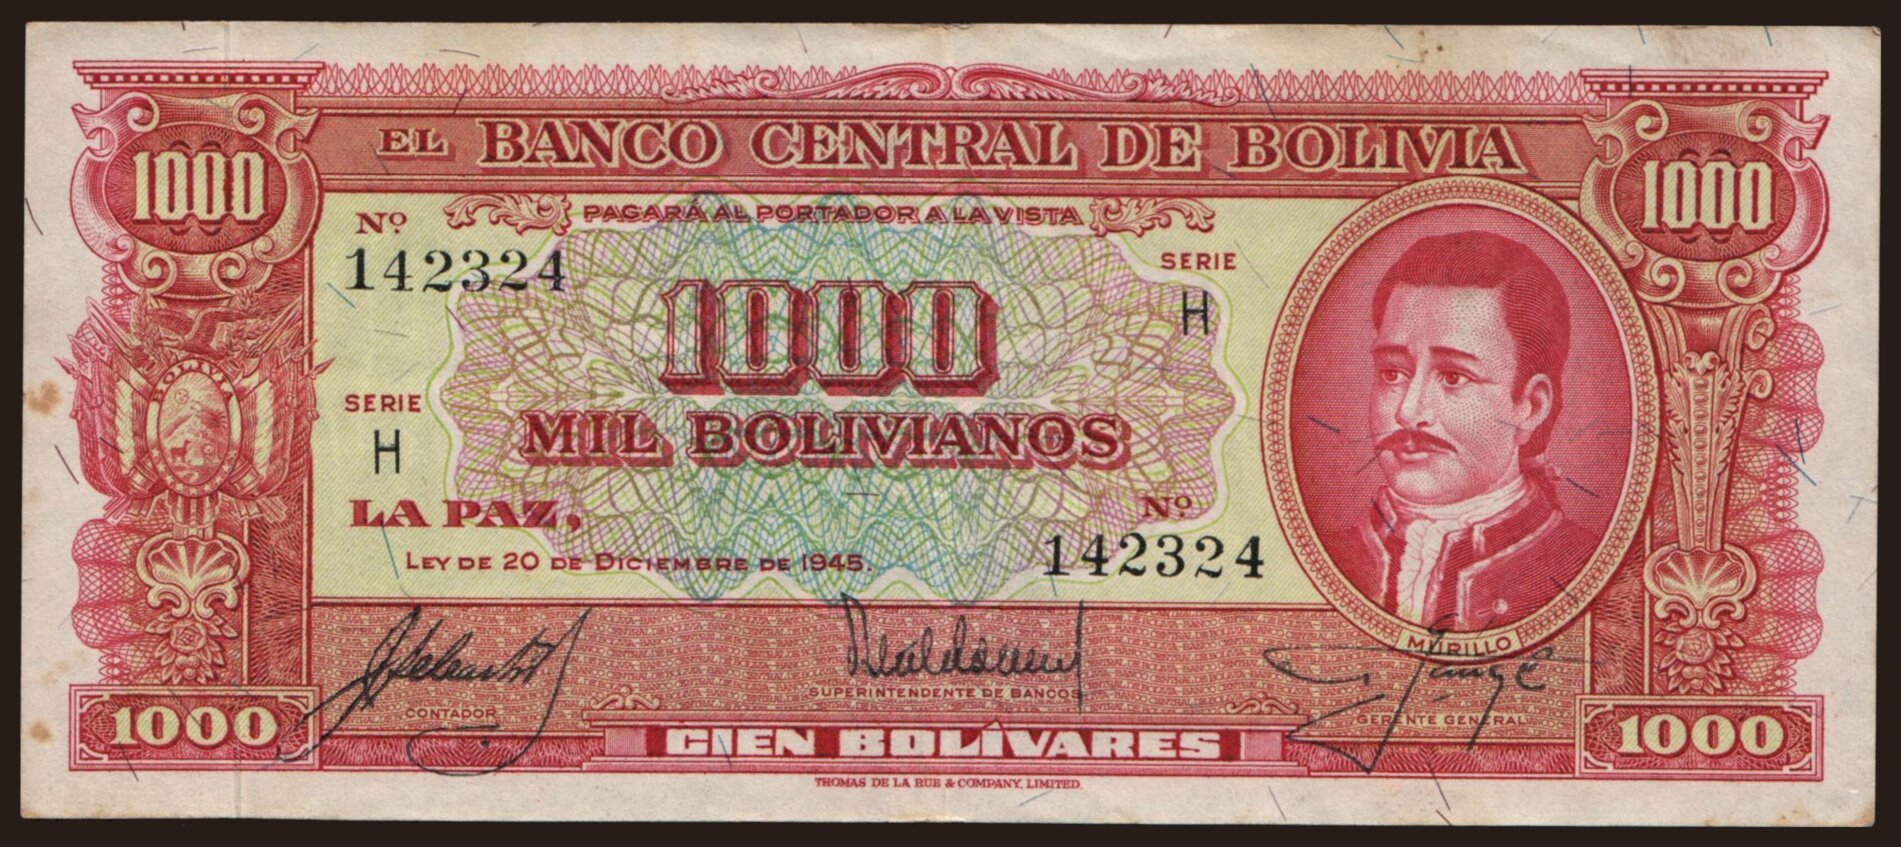 EL BANCO CENTRAL DE BOLIVIA
1000
1000
Nº
PAGARÁ AL PORTADOR A LA VISTA
142324
SERIE
H
1000
BOLIVIA
SERIE
H
MIL BOLIVIANOS
LA PAZ,
Nº
142324
LEY DE 20 DE DICIEMBRE DE 1945.
MURILLO
CONTADOR
SUPERINTENDENTE DE BANCOS
GERENTE GENERAL
1000
CIEN BOLÍVARES
1000
THOMAS DE LA RUE & COMPANY, LIMITED.